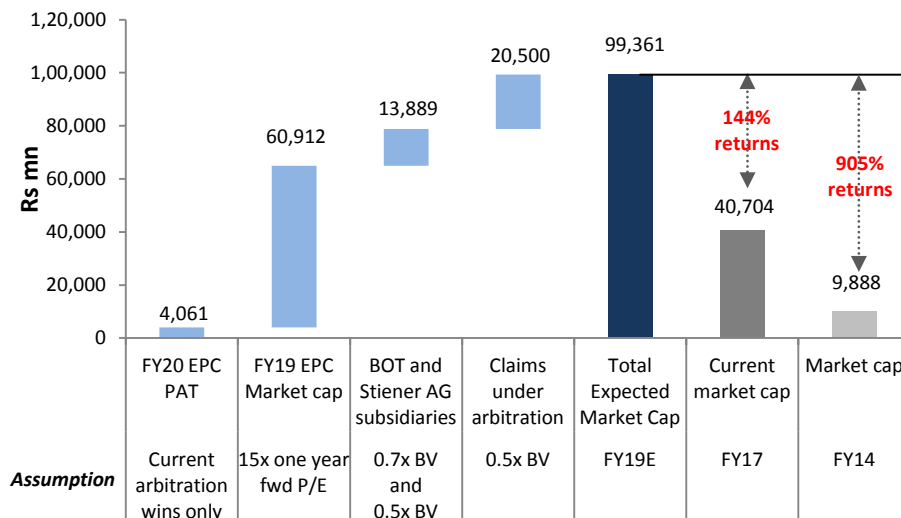 1,20,000
1,00,000
80,000
60,000
40,000
20,000
0
Rs mn
4,061
60,912
13,889
20,500
99,361
40,704
9,888
144%
returns
905%
returns
FY20 EPC
PAT
FY19 EPC
Market cap
BOT and
Stiener AG
subsidiaries
Claims
under
arbitration
Total
Expected
Market Cap
Current
market cap
Market cap
Assumption
Current
arbitration
wins only
15x one year
fwd P/E
0.7x BV
and
0.5x BV
0.5x BV
FY19E
FY17
FY14